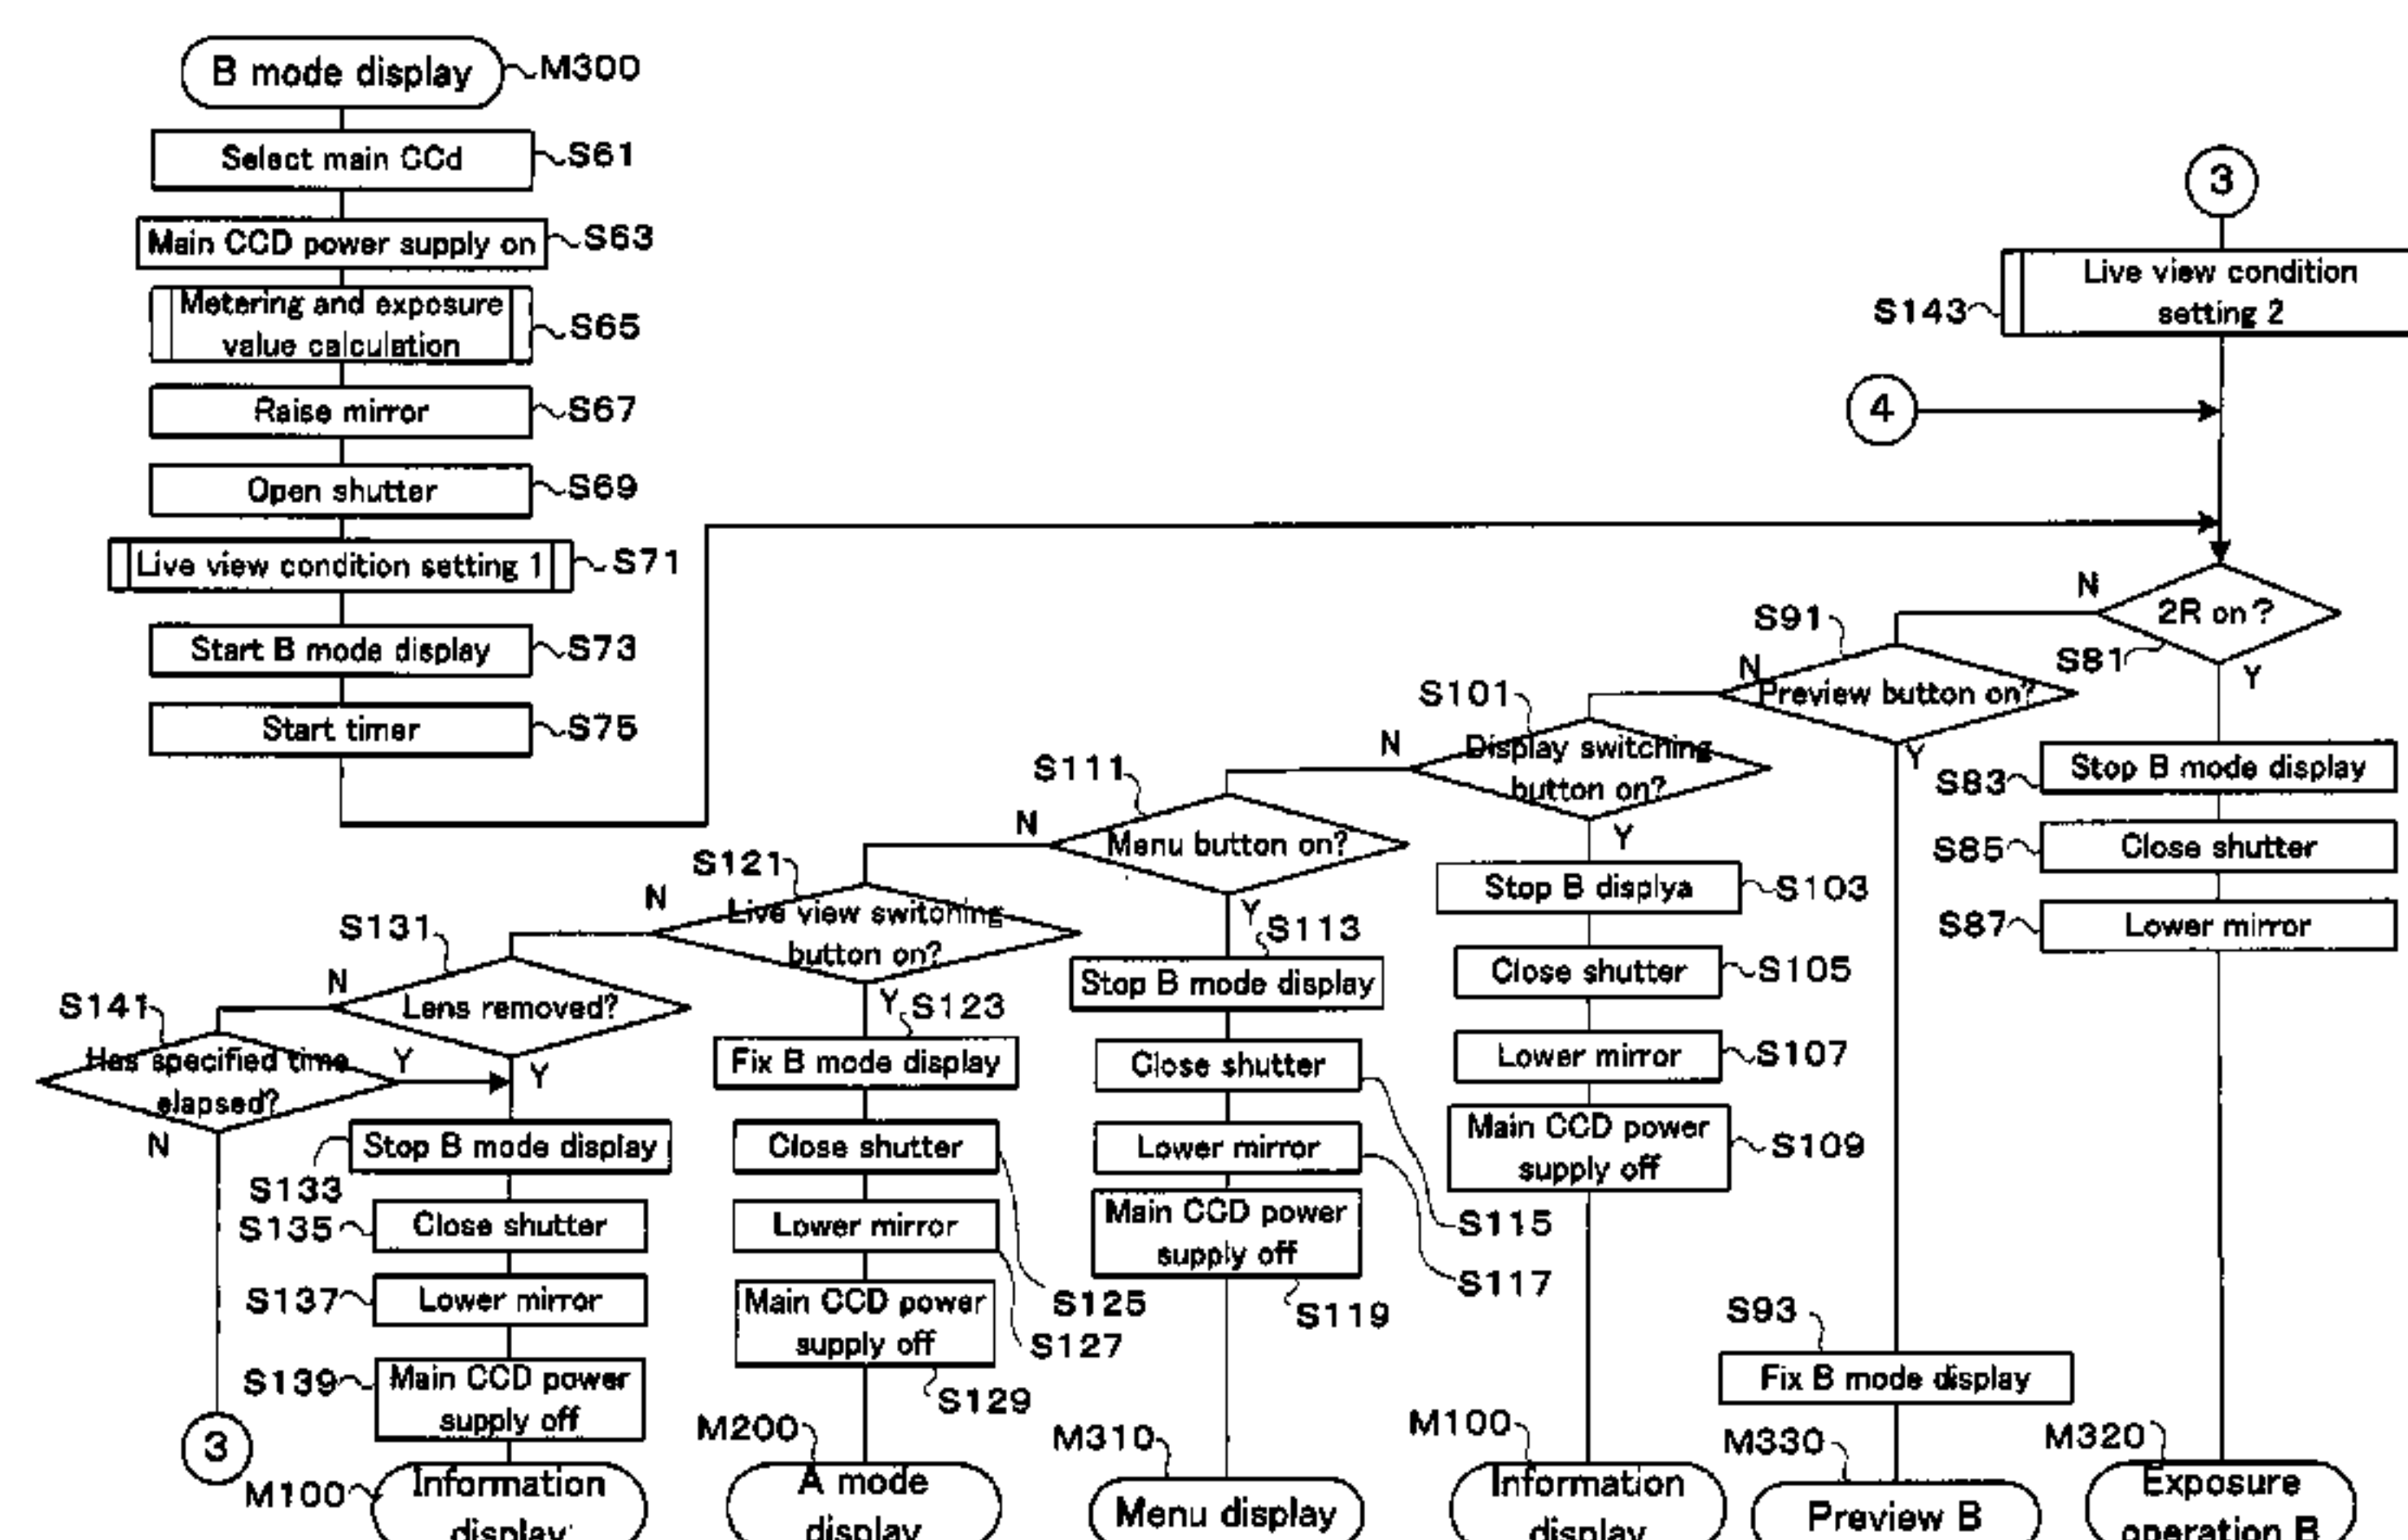 B mode display
M300
Select main CCd
S61
Main CCD power supply on
S63
Metering and exposure
value calculation
S65
Raise mirror
S67
Open shutter
S69
Live view condition setting 1
S71
Start B mode display
S73
Start timer
S75
3
Live view condition
setting 2
S143
4
2R on?
S81
N
Y
Stop B mode display
S83
Close shutter
S85
Lower mirror
S87
M320
Exposure
operation B
S91
Preview button on?
N
Y
S93
Fix B mode display
M330
Preview B
S101
Display switching
button on?
N
Y
Stop B displya
S103
Close shutter
S105
Lower mirror
S107
Main CCD power
supply off
S109
M100
Information
display
S111
Menu button on?
N
Y
S113
Stop B mode display
Close shutter
S115
Lower mirror
S117
Main CCD power
supply off
S119
M310
Menu display
S121
Live view switching
button on?
N
Y
S123
Fix B mode display
Close shutter
S125
Lower mirror
S127
Main CCD power
supply off
S129
M200
A mode
display
S131
Lens removed?
N
Y
Stop B mode display
S133
Close shutter
S135
Lower mirror
S137
Main CCD power
supply off
S139
M100
Information
display
S141
Has specified time
elapsed?
Y
N
3